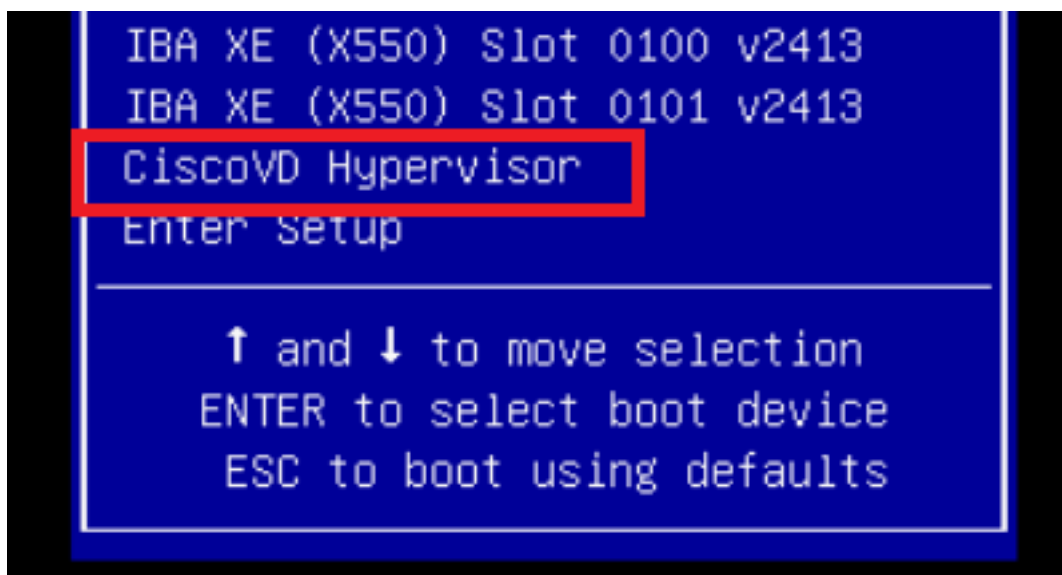 IBA XE (X550) Slot 0100 v2413
IBA XE (X550) Slot 0101 v2413
CiscoVD Hypervisor
Enter Setup
↑ and ↓ to move selection
ENTER to select boot device
ESC to boot using defaults